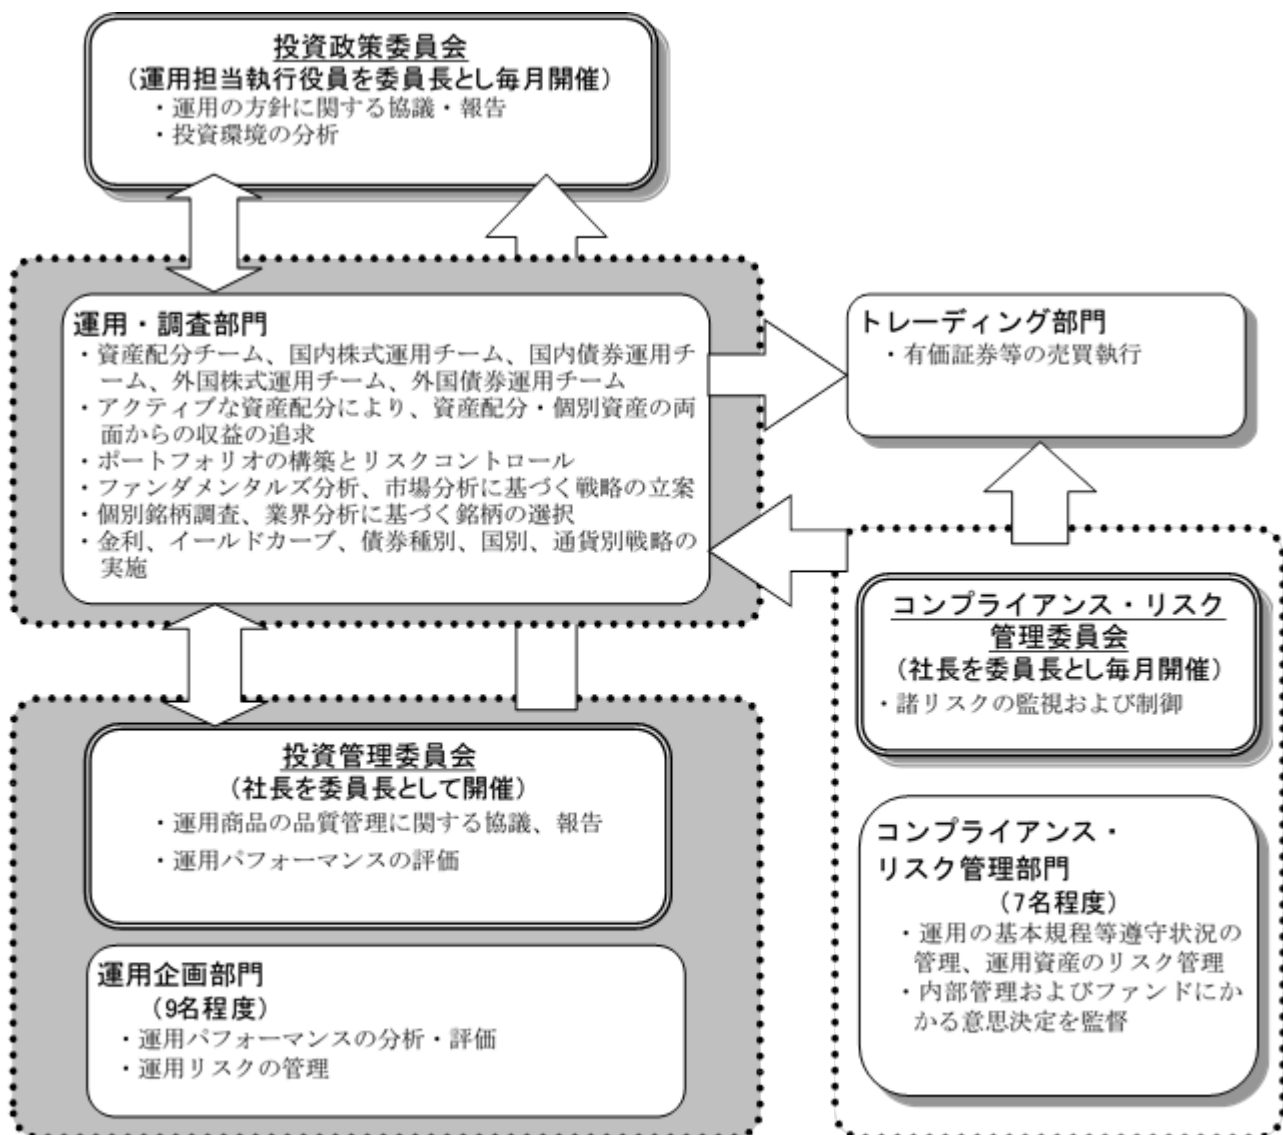 投資政策委員会
（運用担当執行役員を委員長とし毎月開催）
・運用の方針に関する協議・報告
・投資環境の分析
運用・調査部門
・資産配分チーム、国内株式運用チーム、国内債券運用チ
ーム、外国株式運用チーム、外国債券運用チーム
・アクティブな資産配分により、資産配分・個別資産の両
面からの収益の追求
・ポートフォリオの構築とリスクコントロール
・ファンダメンタルズ分析、市場分析に基づく戦略の立案
・個別銘柄調査、業界分析に基づく銘柄の選択
・金利、イールドカーブ、債券種別、国別、通貨別戦略の
実施
トレーディング部門
・有価証券等の売買執行
コンプライアンス・リスク
管理委員会
（社長を委員長とし毎月開催）
・諸リスクの監視および制御
投資管理委員会
（社長を委員長として開催）
・運用商品の品質管理に関する協議、報告
・運用パフォーマンスの評価
運用企画部門
（9名程度）
・運用パフォーマンスの分析・評価
・運用リスクの管理
コンプライアンス・
リスク管理部門
（7名程度）
・運用の基本規程等遵守状況の
管理、運用資産のリスク管理
・内部管理およびファンドにか
かる意思決定を監督